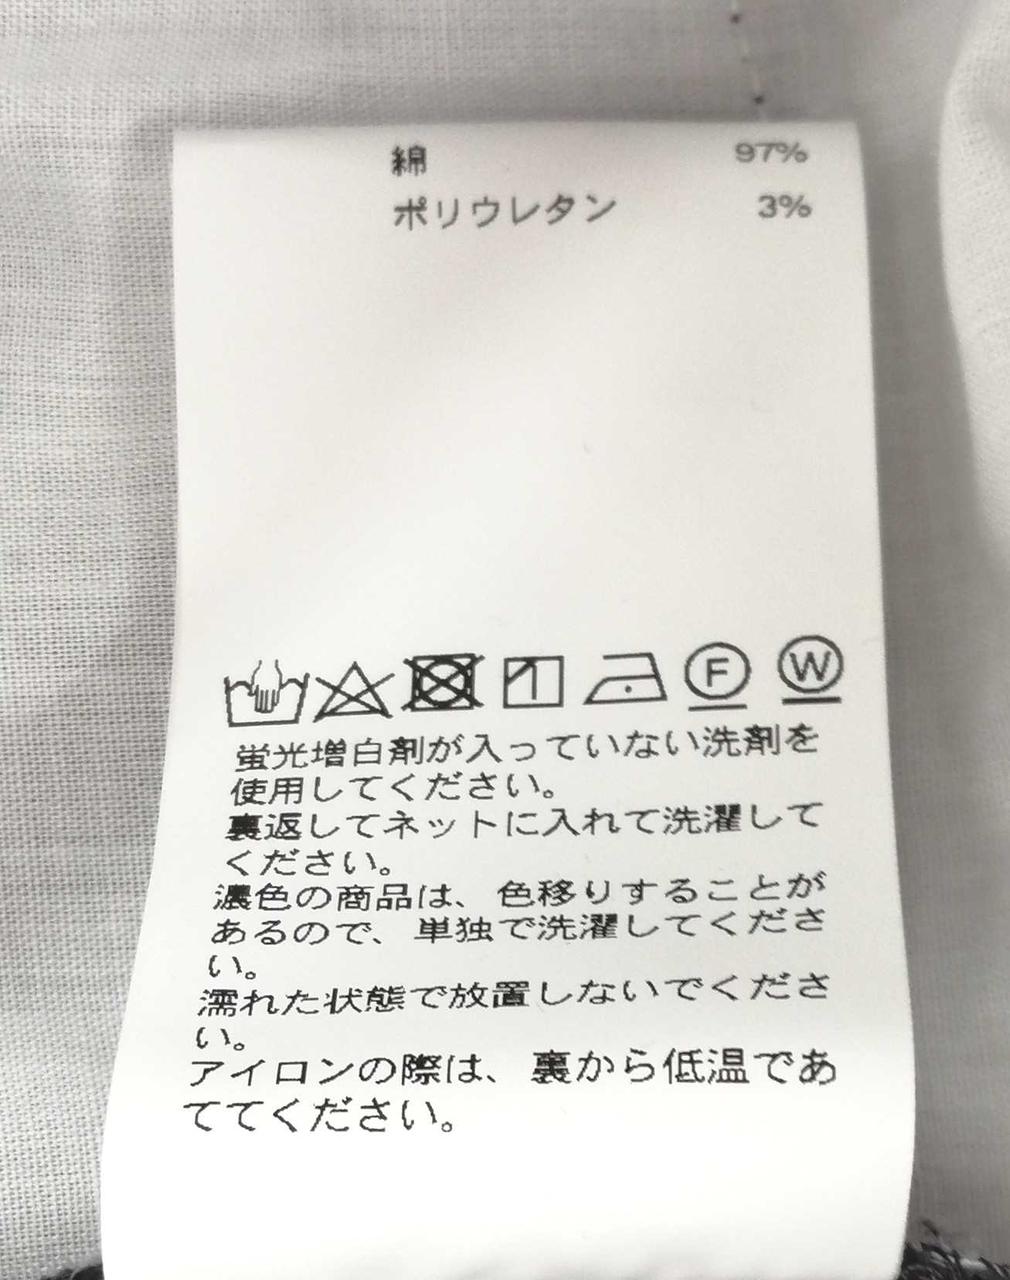 綿 97%
ポリウレタン 3%
F W
蛍光増白剤が入っていない洗剤を
使用してください。
裏返してネットに入れて洗濯して
ください。
濃色の商品は、色移りすることが
あるので、単独で洗濯してくださ
い。
濡れた状態で放置しないでくださ
い。
アイロンの際は、裏から低温であ
ててください。